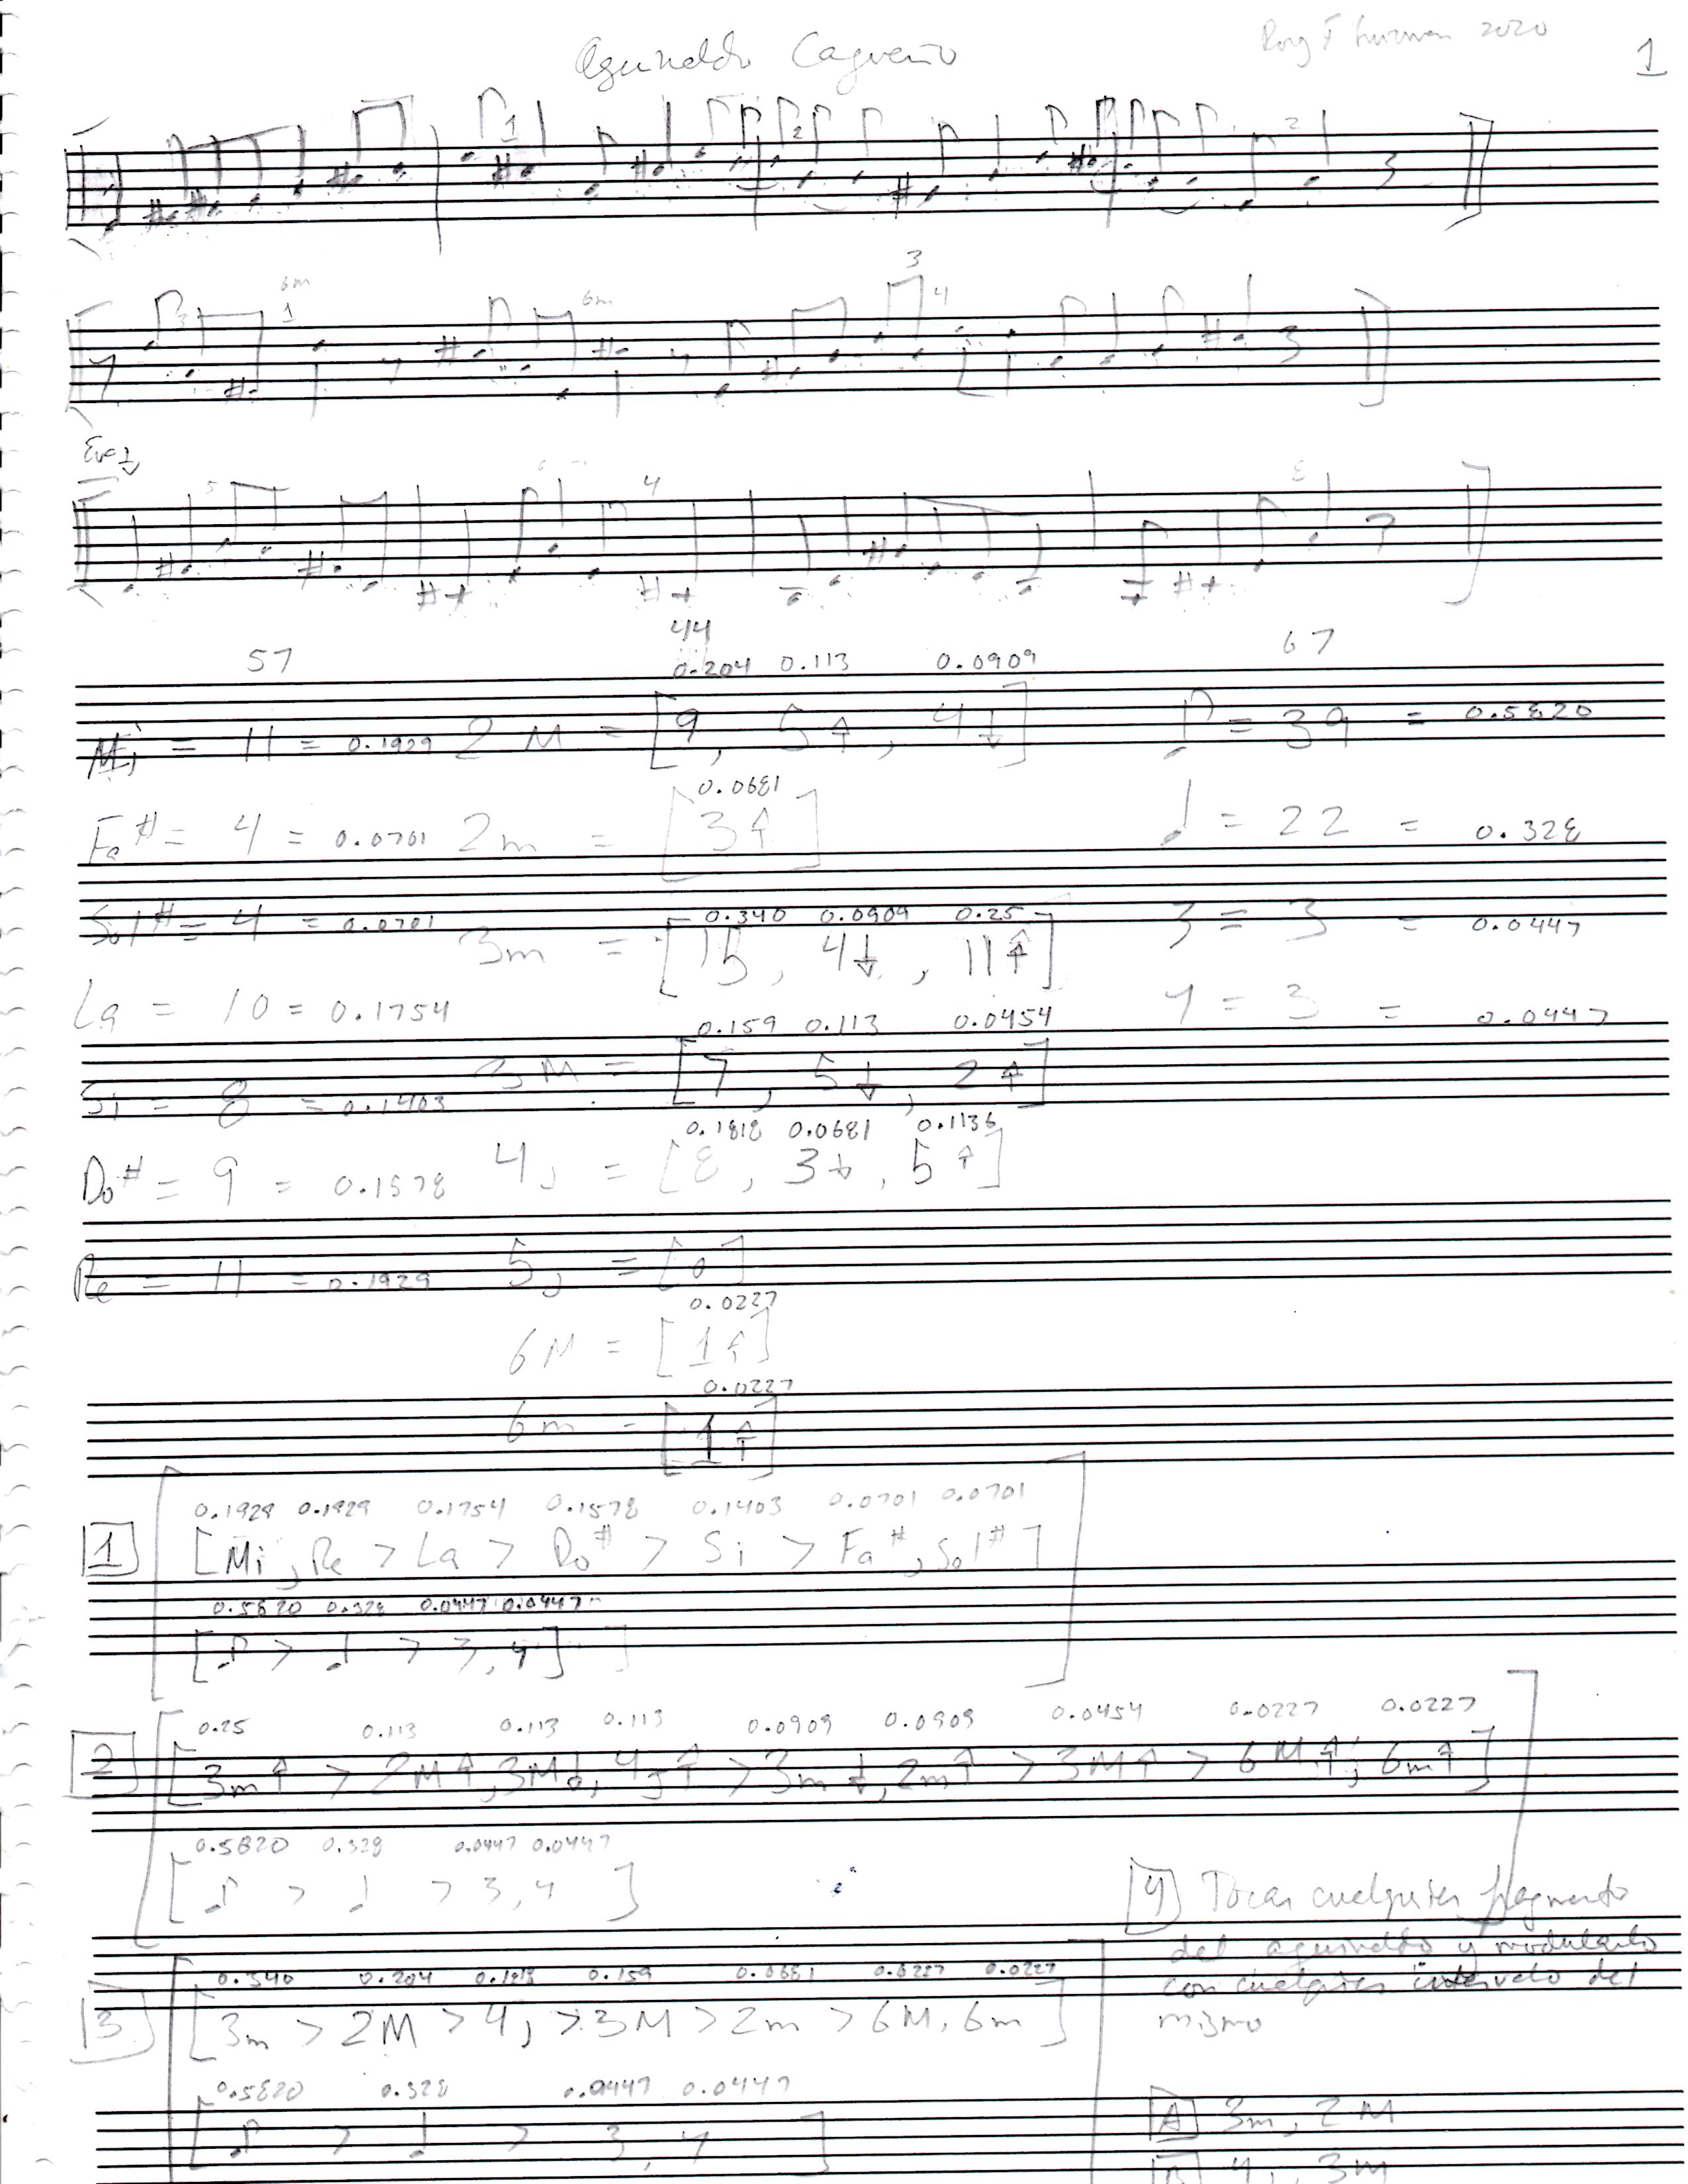 Aguinaldo Cagueño
2020
1
1 2 2
6m
3 1 6m 3 4
5 4 8
57 44 67
0.204 0.113 0.0909
Mi = 11 = 0.1929 2M = [9, 5↑, 4↓] ♪ = 39 = 0.5820
0.0681
Fa# = 4 = 0.0701 2m = [3↑] ♩ = 22 = 0.328
0.340 0.0909 0.25
Sol# = 4 = 0.0701 3m = [15, 4↓, 11↑] 𝄽 = 3 = 0.0447
La = 10 = 0.1754 𝄾 = 3 = 0.0447
0.159 0.113 0.0454
Si = 8 = 0.1403 3M = [7, 5↓, 2↑]
0.1818 0.0681 0.1136
Do# = 9 = 0.1578 4j = [8, 3↓, 5↑]
Re = 11 = 0.1929 5j = [0]
0.0227
6M = [1↑]
0.0227
6m = [1↑]
0.1929 0.1929 0.1754 0.1578 0.1403 0.0701 0.0701
1 [Mi, Re > La > Do# > Si > Fa#, Sol#]
0.5820 0.328 0.0447 0.0447
[♪ > ♩ > 𝄽, 𝄾]
0.25 0.113 0.113 0.113 0.0909 0.0909 0.0454 0.0227 0.0227
2 [3m↑ > 2M↑, 3M↓, 4j↑ > 3m↓, 2m↑ > 3M↑ > 6M↑, 6m↑]
0.5820 0.328 0.0447 0.0447
[♪ > ♩ > 𝄽, 𝄾]
0.340 0.204 0.1818 0.159 0.0681 0.0227 0.0227
3 [3m > 2M > 4j > 3M > 2m > 6M, 6m]
0.5820 0.328 0.0447 0.0447
[♪ > ♩ > 𝄽, 𝄾]
4 Tocar cualquier fragmento
del aguinaldo y modularlo
con cualquier intervalo del
mismo
A 3m, 2M
B 4j, 3M